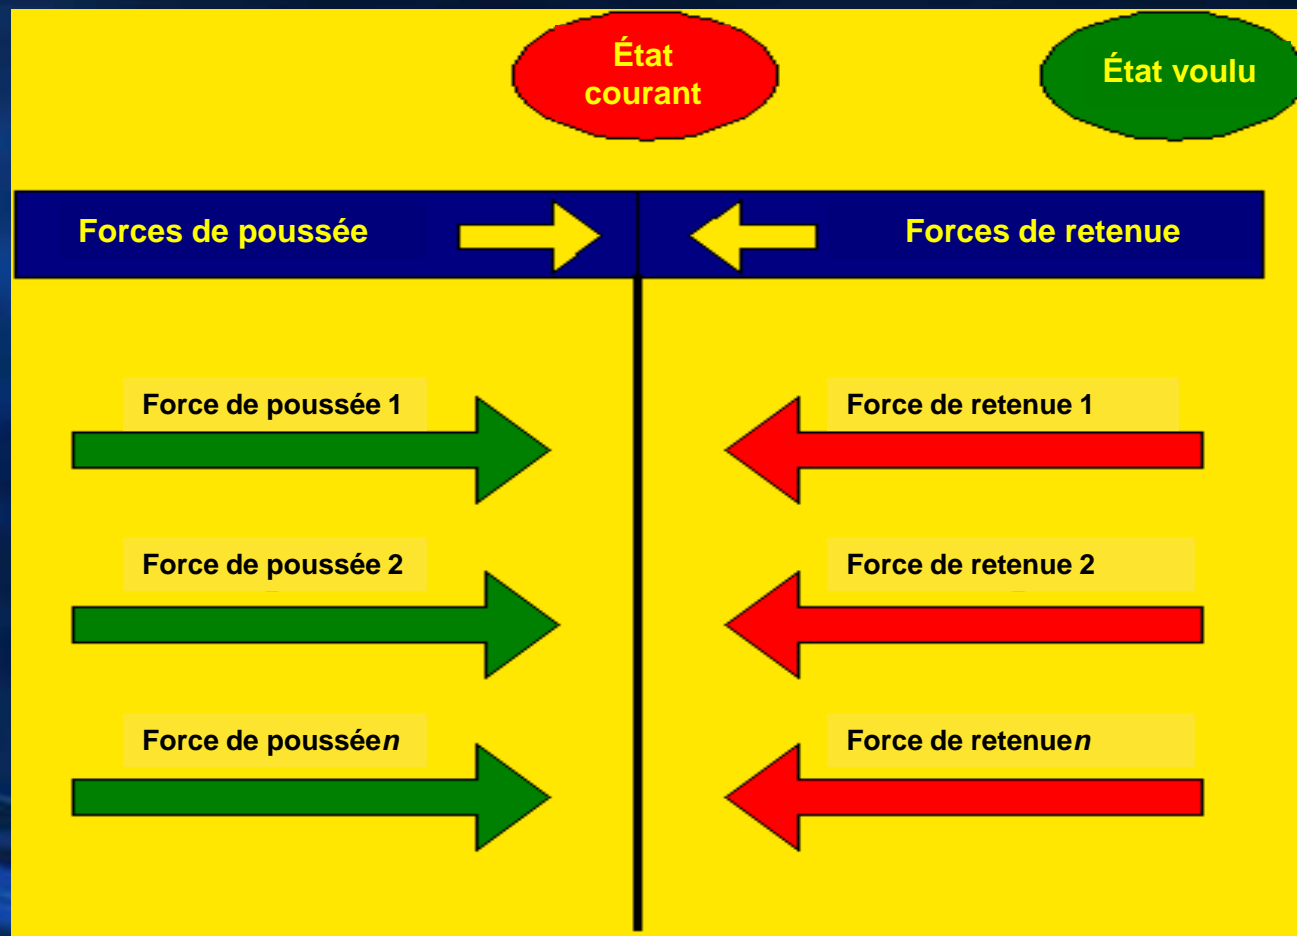 État
courant
État voulu
Forces de poussée
Forces de retenue
Force de poussée 1
Force de retenue 1
Force de poussée 2
Force de retenue 2
Force de pousséen
Force de retenuen